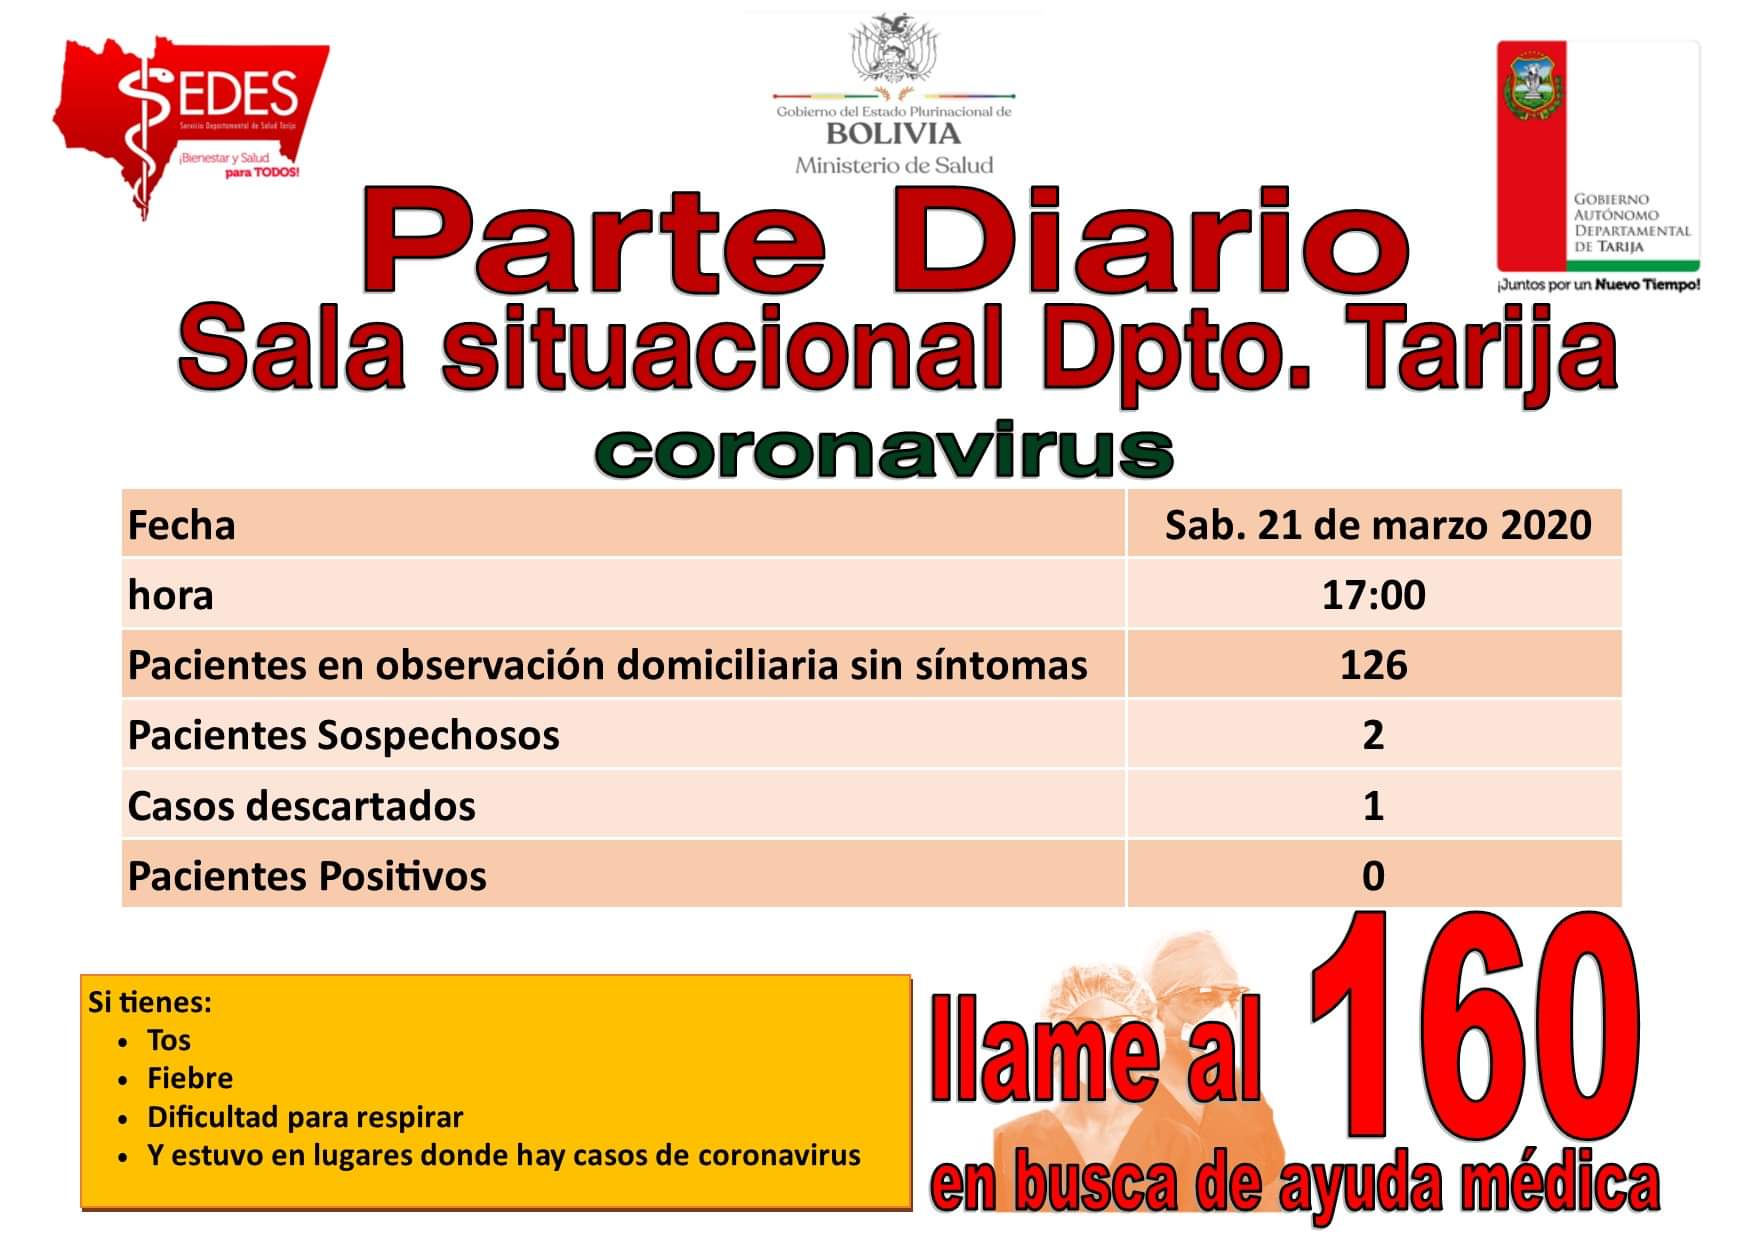 SEDES
Servicio Departamental de Salud Tarija
¡Bienestar y Salud
para TODOS!
Gobierno del Estado Plurinacional de
BOLIVIA
Ministerio de Salud
GOBIERNO
AUTÓNOMO
DEPARTAMENTAL
DE TARIJA
¡Juntos por un Nuevo Tiempo!
Parte Diario
Sala situacional Dpto. Tarija
coronavirus
Fecha Sab. 21 de marzo 2020
hora 17:00
Pacientes en observación domiciliaria sin síntomas 126
Pacientes Sospechosos 2
Casos descartados 1
Pacientes Positivos 0
Si tienes:
• Tos
• Fiebre
• Dificultad para respirar
• Y estuvo en lugares donde hay casos de coronavirus
llame al 160
en busca de ayuda médica